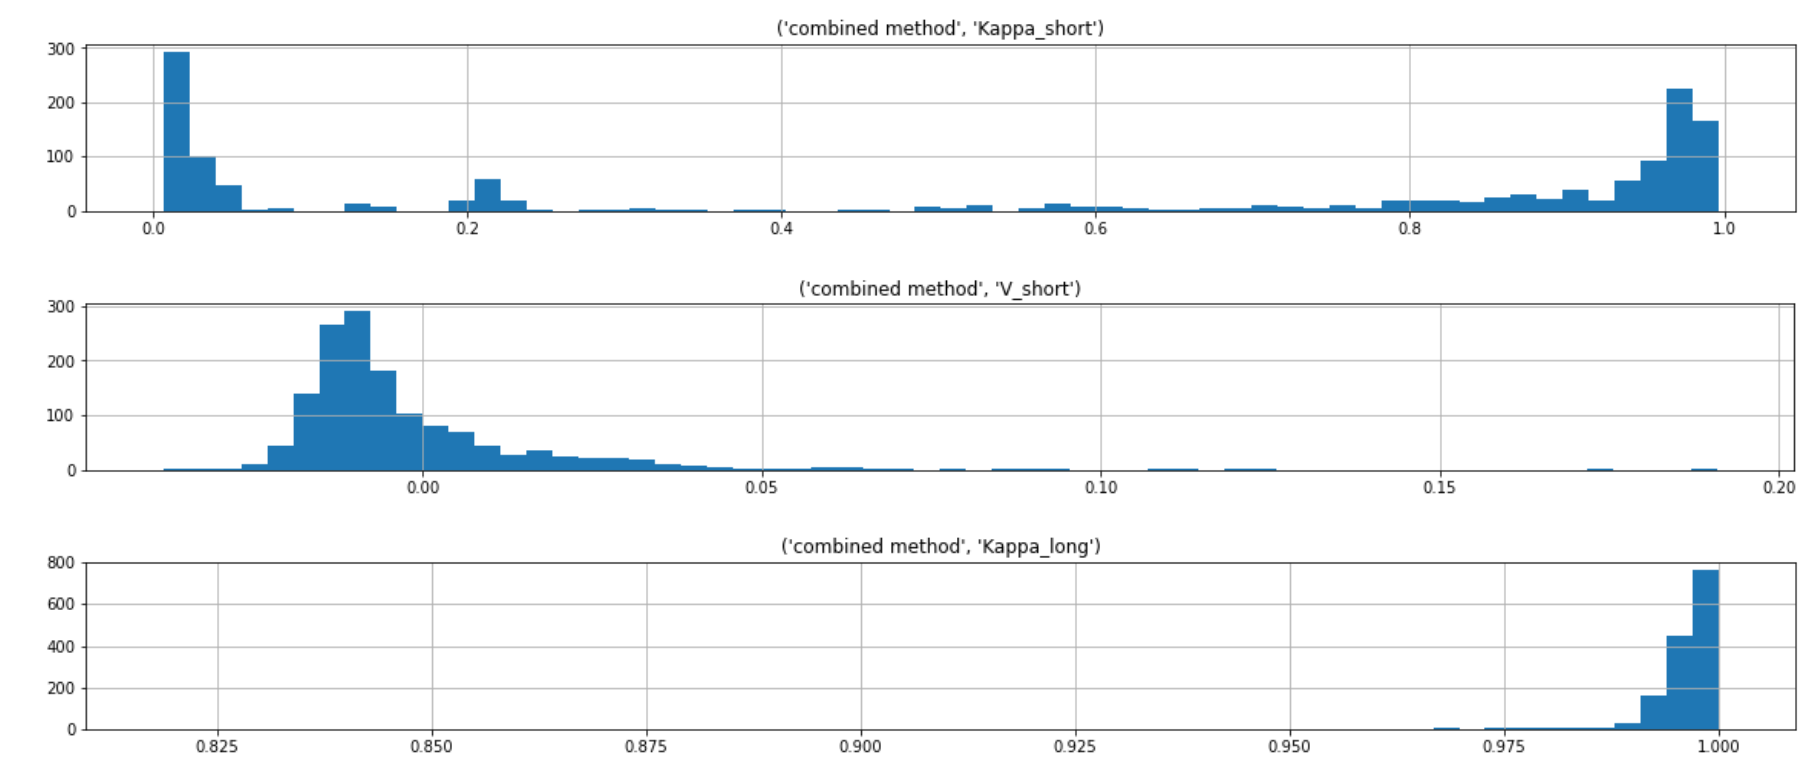 ('combined method', 'Kappa_short')
300
200
100
0
0.0 0.2 0.4 0.6 0.8 1.0
('combined method', 'V_short')
300
200
100
0
0.00 0.05 0.10 0.15 0.20
('combined method', 'Kappa_long')
800
600
400
200
0
0.825 0.850 0.875 0.900 0.925 0.950 0.975 1.000